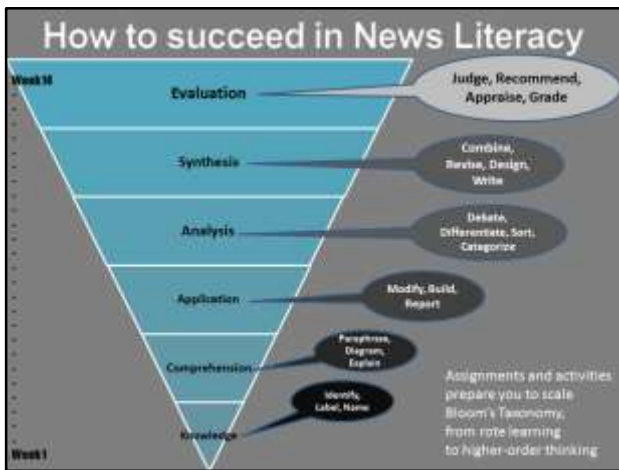 How to succeed in News Literacy
Week 14
Evaluation
Judge, Recommend,
Appraise, Grade
Synthesis
Combine,
Revise, Design,
Write
Analysis
Debate,
Differentiate, Sort,
Categorize
Application
Modify, Build,
Report
Comprehension
Paraphrase,
Diagram,
Explain
Knowledge
Identify,
Label, Name
Assignments and activities
prepare you to scale
Bloom's Taxonomy,
from rote learning
to higher-order thinking
Week 1